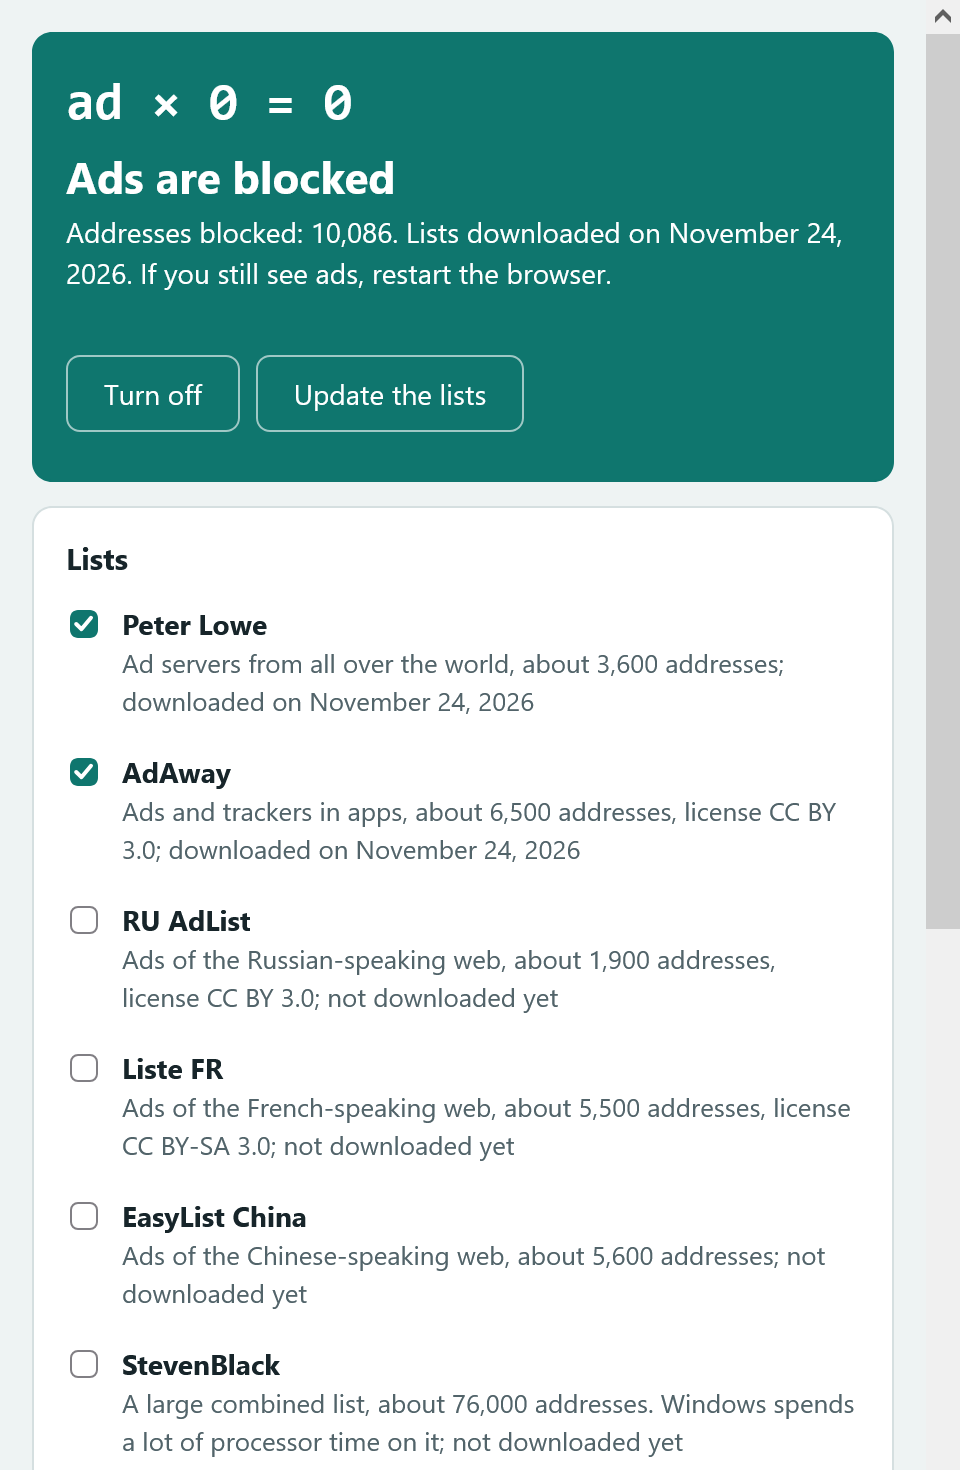 ad × 0 = 0
Ads are blocked
Addresses blocked: 10,086. Lists downloaded on November 24,
2026. If you still see ads, restart the browser.
Turn off
Update the lists
Lists
Peter Lowe
Ad servers from all over the world, about 3,600 addresses;
downloaded on November 24, 2026
AdAway
Ads and trackers in apps, about 6,500 addresses, license CC BY
3.0; downloaded on November 24, 2026
RU AdList
Ads of the Russian-speaking web, about 1,900 addresses,
license CC BY 3.0; not downloaded yet
Liste FR
Ads of the French-speaking web, about 5,500 addresses, license
CC BY-SA 3.0; not downloaded yet
EasyList China
Ads of the Chinese-speaking web, about 5,600 addresses; not
downloaded yet
StevenBlack
A large combined list, about 76,000 addresses. Windows spends
a lot of processor time on it; not downloaded yet